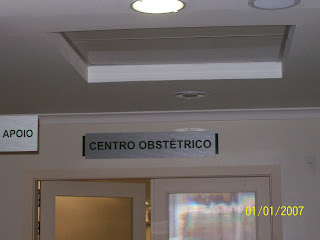 APOIO
CENTRO OBSTÉTRICO
01/01/2007